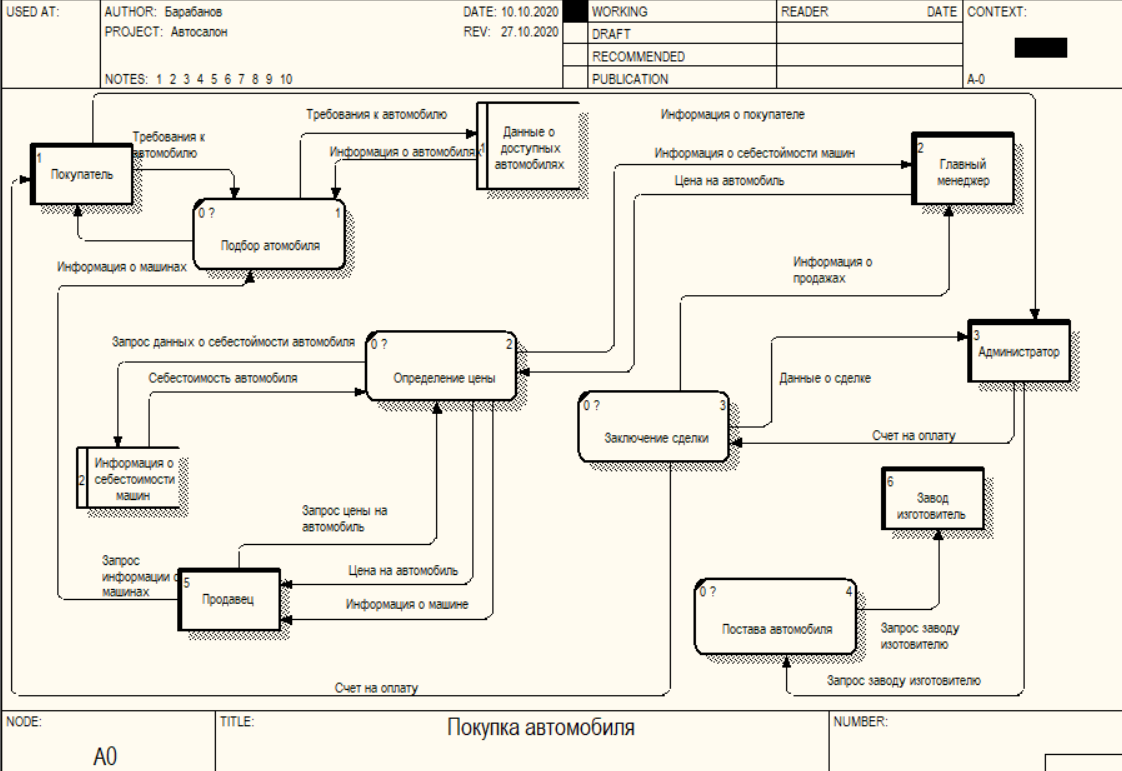 USED AT:
AUTHOR: Барабанов
DATE: 10.10.2020
WORKING
READER
DATE
CONTEXT:
PROJECT: Автосалон
REV: 27.10.2020
DRAFT
RECOMMENDED
NOTES: 1 2 3 4 5 6 7 8 9 10
PUBLICATION
A-0
Требования к автомобилю
Информация о покупателе
1
Покупатель
Требования к
автомобилю
Информация о автомобилях
1
Данные о
доступных
автомобилях
Информация о себестоймости машин
Цена на автомобиль
2
Главный
менеджер
0 ?
1
Подбор атомобиля
Информация о машинах
Информация о
продажах
Запрос данных о себестоймости автомобиля
Себестоимость автомобиля
0 ?
2
Определение цены
3
Администратор
Данные о сделке
0 ?
3
Заключение сделки
Счет на оплату
2
Информация о
себестоимости
машин
6
Завод
изготовитель
Запрос цены на
автомобиль
Запрос
информации о
машинах
5
Продавец
Цена на автомобиль
Информация о машине
0 ?
4
Постава автомобиля
Запрос заводу
изотовителю
Запрос заводу изготовителю
Счет на оплату
NODE:
TITLE:
NUMBER:
A0
Покупка автомобиля